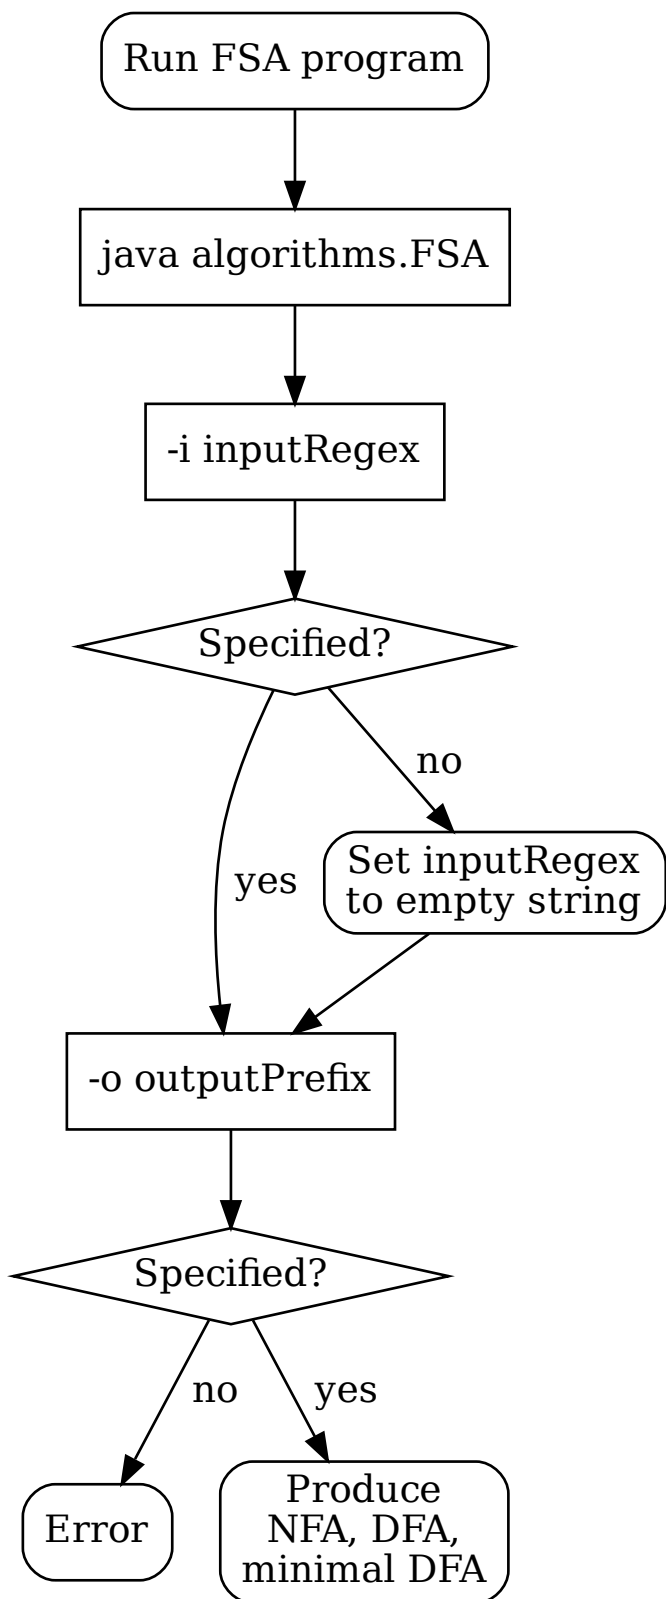 Run FSA program
java algorithms.FSA
-i inputRegex
Specified?
no
Set inputRegex
to empty string
yes
-o outputPrefix
Specified?
no
yes
Error
Produce
NFA, DFA,
minimal DFA